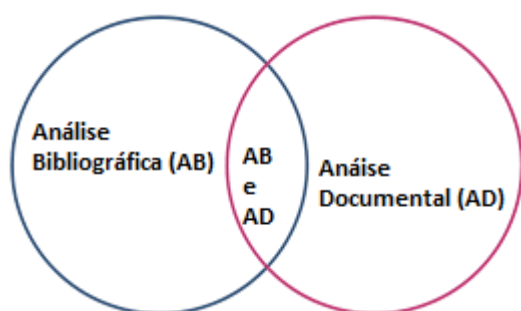 Análise
Bibliográfica (AB)
AB
e
AD
Anáise
Documental (AD)